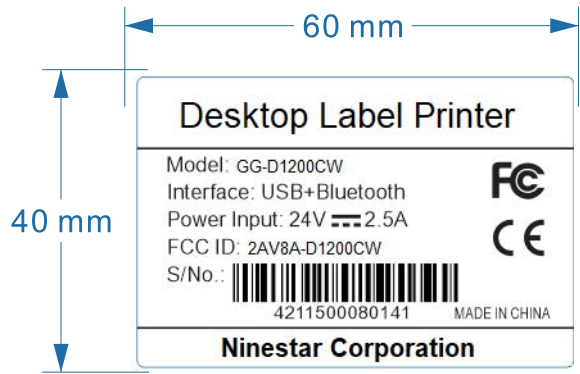 60 mm
40 mm
Desktop Label Printer
Model: GG-D1200CW
Interface: USB+Bluetooth
Power Input: 24V ⎓ 2.5A
FCC ID: 2AV8A-D1200CW
S/No.:
4211500080141
MADE IN CHINA
FC
CE
Ninestar Corporation